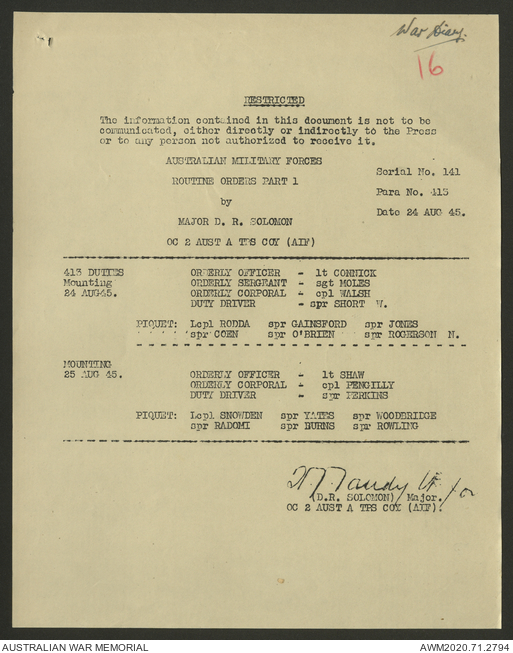 War Diary.
16
RESTRICTED
The information contained in this document is not to be
communicated, either directly or indirectly to the Press
or to any person not authorized to receive it.
AUSTRALIAN MILITARY FORCES
Serial No. 141
ROUTINE ORDERS PART 1
Para No. 413
by
Date 24 AUG 45.
MAJOR D. R. SOLOMON
OC 2 AUST A TPS COY (AIF)
413 DUTIES ORDERLY OFFICER - lt CONNICK
Mounting ORDERLY SERGEANT - sgt MOLES
24 AUG45. ORDERLY CORPORAL - cpl WALSH
DUTY DRIVER - spr SHORT W.
PIQUET: Lcpl RODDA spr GAINSFORD spr JONES
spr COEN spr O'BRIEN spr ROGERSON N.
MOUNTING
25 AUG 45. ORDERLY OFFICER - lt SHAW
ORDERLY CORPORAL - cpl PENGILLY
DUTY DRIVER - spr PERKINS
PIQUET: Lcpl SNOWDEN spr YATES spr WOODBRIDGE
spr RADOMI spr BURNS spr ROWLING
Tandy Lt for
(D.R. SOLOMON) Major.
OC 2 AUST A TPS COY (AIF).
AUSTRALIAN WAR MEMORIAL AWM2020.71.2794